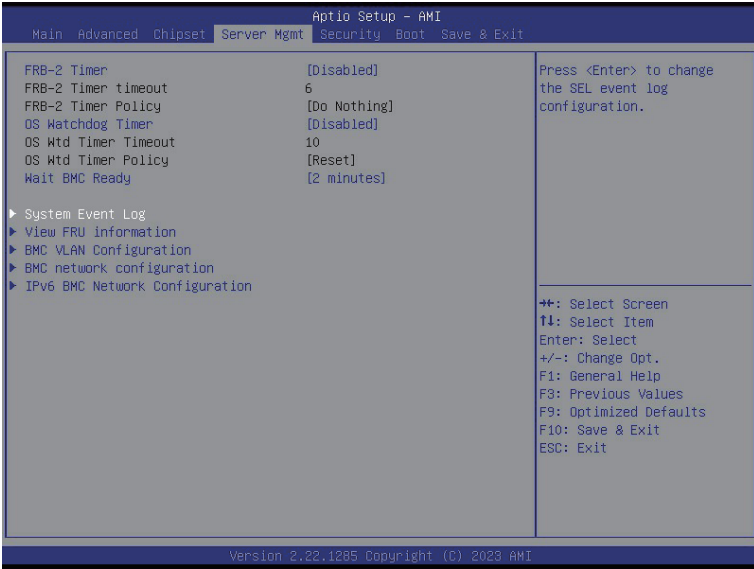 Aptio Setup – AMI
Main Advanced Chipset Server Mgmt Security Boot Save & Exit
FRB-2 Timer [Disabled]
FRB-2 Timer timeout 6
FRB-2 Timer Policy [Do Nothing]
OS Watchdog Timer [Disabled]
OS Wtd Timer Timeout 10
OS Wtd Timer Policy [Reset]
Wait BMC Ready [2 minutes]
▶ System Event Log
▶ View FRU information
▶ BMC VLAN Configuration
▶ BMC network configuration
▶ IPv6 BMC Network Configuration
Press <Enter> to change
the SEL event log
configuration.
→←: Select Screen
↑↓: Select Item
Enter: Select
+/-: Change Opt.
F1: General Help
F3: Previous Values
F9: Optimized Defaults
F10: Save & Exit
ESC: Exit
Version 2.22.1285 Copyright (C) 2023 AMI